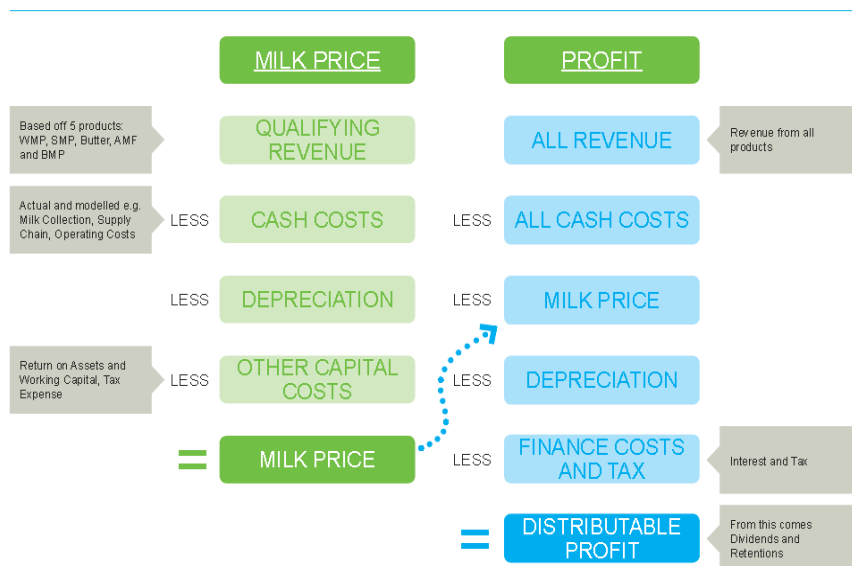 MILK PRICE
PROFIT
Based off 5 products:
WMP, SMP, Butter, AMF
and BMP
QUALIFYING
REVENUE
ALL REVENUE
Revenue from all
products
Actual and modelled e.g.
Milk Collection, Supply
Chain, Operating Costs
LESS
CASH COSTS
LESS
ALL CASH COSTS
LESS
DEPRECIATION
LESS
MILK PRICE
Return on Assets and
Working Capital, Tax
Expense
LESS
OTHER CAPITAL
COSTS
LESS
DEPRECIATION
=
MILK PRICE
LESS
FINANCE COSTS
AND TAX
Interest and Tax
=
DISTRIBUTABLE
PROFIT
From this comes
Dividends and
Retentions